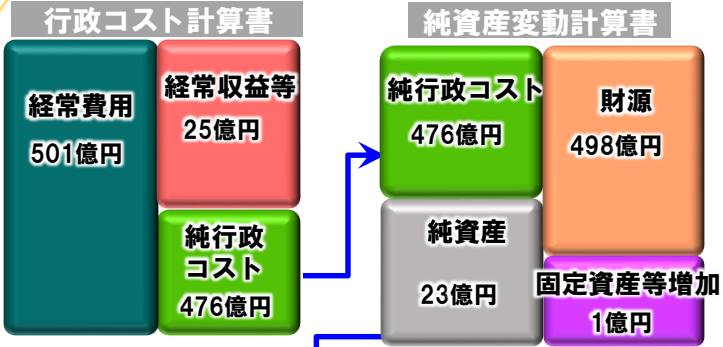 行政コスト計算書
経常費用
501億円
経常収益等
25億円
純行政
コスト
476億円
純資産変動計算書
純行政コスト
476億円
財源
498億円
純資産
23億円
固定資産等増加
1億円